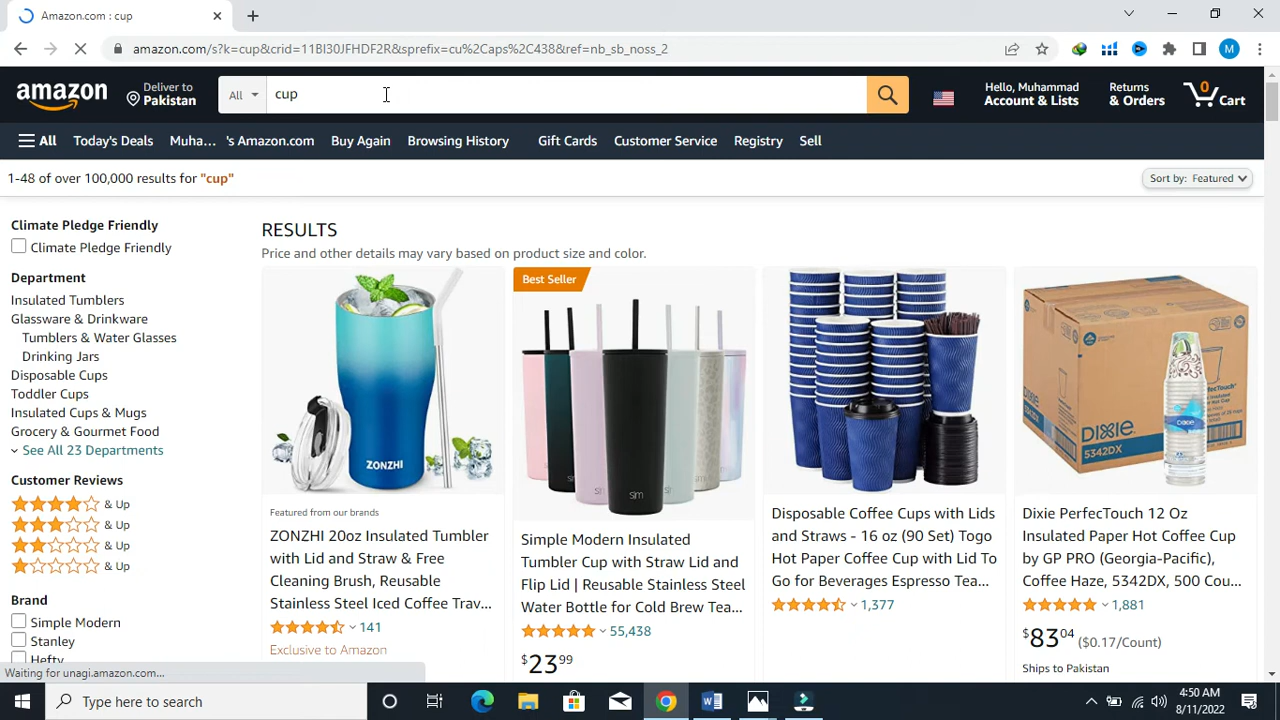 Amazon.com : cup
amazon.com/s?k=cup&crid=11BI30JFHDF2R&sprefix=cu%2Caps%2C438&ref=nb_sb_noss_2
M
amazon
Deliver to
Pakistan
All
cup
Hello, Muhammad
Account & Lists
Returns
& Orders
0
Cart
All
Today's Deals
Muha… 's Amazon.com
Buy Again
Browsing History
Gift Cards
Customer Service
Registry
Sell
1-48 of over 100,000 results for "cup"
Sort by: Featured
Climate Pledge Friendly
Climate Pledge Friendly
Department
Insulated Tumblers
Glassware & Drinkware
Tumblers & Water Glasses
Drinking Jars
Disposable Cups
Toddler Cups
Insulated Cups & Mugs
Grocery & Gourmet Food
See All 23 Departments
Customer Reviews
& Up
& Up
& Up
& Up
Brand
Simple Modern
Stanley
Hefty
RESULTS
Price and other details may vary based on product size and color.
ZONZHI
Featured from our brands
ZONZHI 20oz Insulated Tumbler
with Lid and Straw & Free
Cleaning Brush, Reusable
Stainless Steel Iced Coffee Trav...
141
Exclusive to Amazon
Best Seller
sm
Simple Modern Insulated
Tumbler Cup with Straw Lid and
Flip Lid | Reusable Stainless Steel
Water Bottle for Cold Brew Tea...
55,438
$2399
Disposable Coffee Cups with Lids
and Straws - 16 oz (90 Set) Togo
Hot Paper Coffee Cup with Lid To
Go for Beverages Espresso Tea...
1,377
DIXIE
5342DX
Dixie PerfecTouch 12 Oz
Insulated Paper Hot Coffee Cup
by GP PRO (Georgia-Pacific),
Coffee Haze, 5342DX, 500 Cou...
1,881
$8304 ($0.17/Count)
Ships to Pakistan
Waiting for unagi.amazon.com...
Type here to search
4:50 AM
8/11/2022